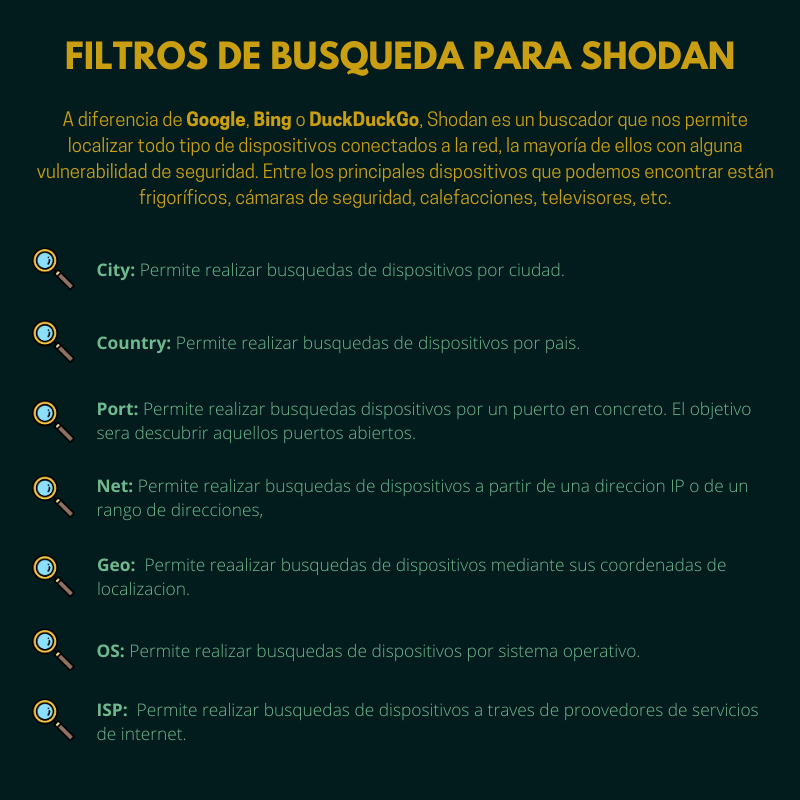 FILTROS DE BUSQUEDA PARA SHODAN
A diferencia de Google, Bing o DuckDuckGo, Shodan es un buscador que nos permite
localizar todo tipo de dispositivos conectados a la red, la mayoría de ellos con alguna
vulnerabilidad de seguridad. Entre los principales dispositivos que podemos encontrar están
frigoríficos, cámaras de seguridad, calefacciones, televisores, etc.
City: Permite realizar busquedas de dispositivos por ciudad.
Country: Permite realizar busquedas de dispositivos por pais.
Port: Permite realizar busquedas dispositivos por un puerto en concreto. El objetivo
sera descubrir aquellos puertos abiertos.
Net: Permite realizar busquedas de dispositivos a partir de una direccion IP o de un
rango de direcciones,
Geo: Permite reaalizar busquedas de dispositivos mediante sus coordenadas de
localizacion.
OS: Permite realizar busquedas de dispositivos por sistema operativo.
ISP: Permite realizar busquedas de dispositivos a traves de proovedores de servicios
de internet.